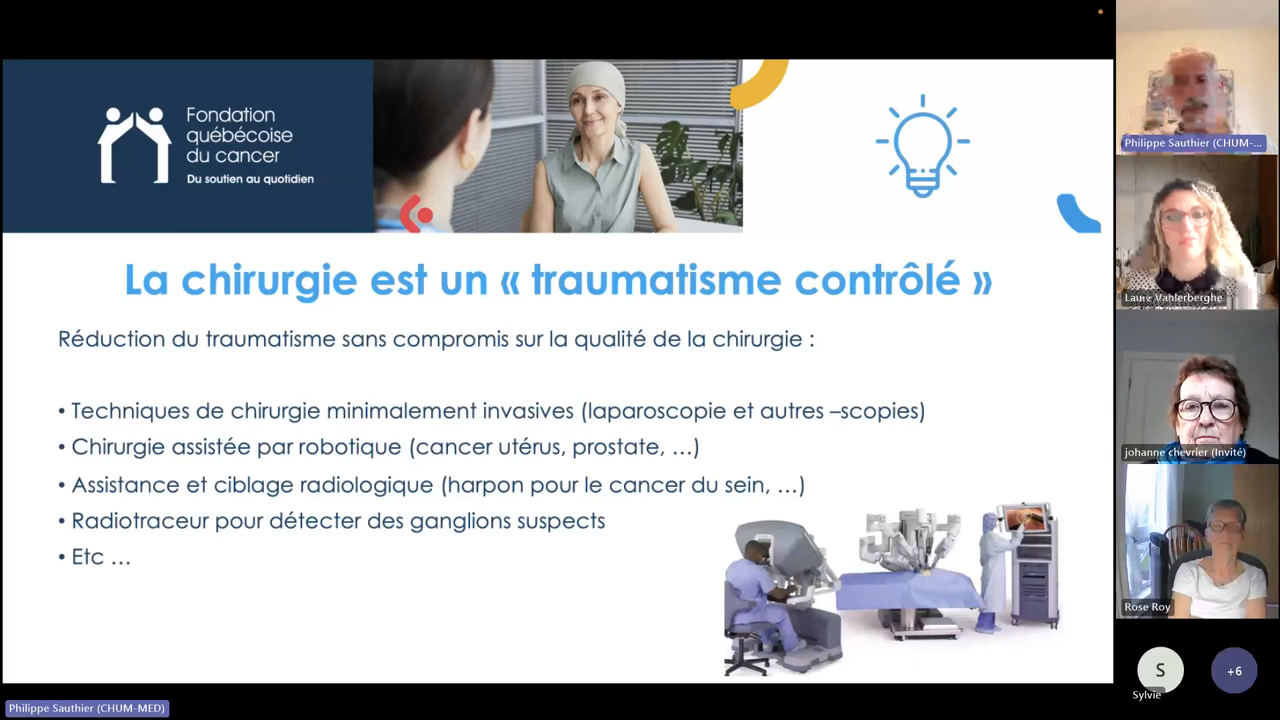 Fondation
québécoise
du cancer
Du soutien au quotidien
La chirurgie est un « traumatisme contrôlé »
Réduction du traumatisme sans compromis sur la qualité de la chirurgie :
• Techniques de chirurgie minimalement invasives (laparoscopie et autres –scopies)
• Chirurgie assistée par robotique (cancer utérus, prostate, …)
• Assistance et ciblage radiologique (harpon pour le cancer du sein, …)
• Radiotraceur pour détecter des ganglions suspects
• Etc …
Philippe Sauthier (CHUM-...
Laure Vanlerberghe
johanne chevrier (Invité)
Rose Roy
S
Sylvie
+6
Philippe Sauthier (CHUM-MED)